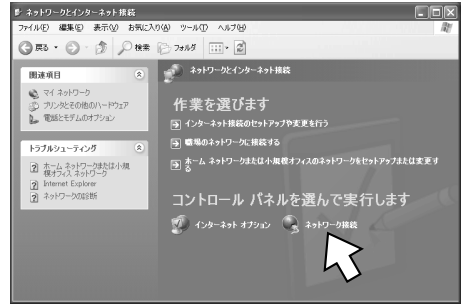 ネットワークとインターネット接続
ファイル(F) 編集(E) 表示(V) お気に入り(A) ツール(T) ヘルプ(H)
戻る 検索 フォルダ
関連項目
マイ ネットワーク
プリンタとその他のハードウェア
電話とモデムのオプション
トラブルシューティング
ホーム ネットワークまたは小規
模オフィス ネットワーク
Internet Explorer
ネットワークの診断
ネットワークとインターネット接続
作業を選びます
インターネット接続のセットアップや変更を行う
職場のネットワークに接続する
ホーム ネットワークまたは小規模オフィスのネットワークをセットアップまたは変更す
る
コントロール パネルを選んで実行します
インターネット オプション ネットワーク接続